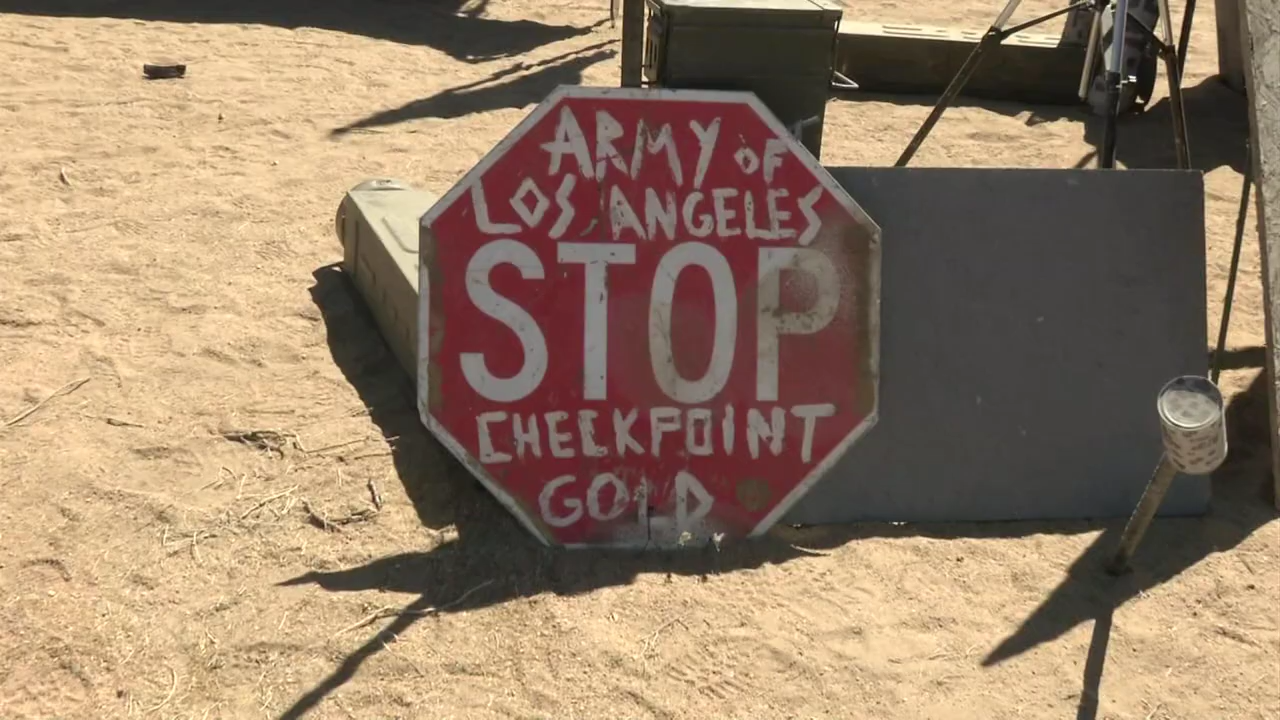 ARMY OF
LOS ANGELES
STOP
CHECKPOINT
GOLD